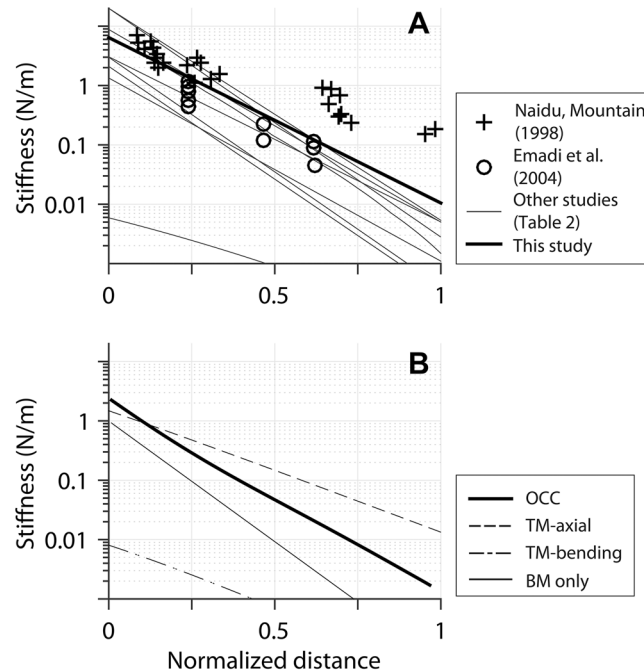 A
Stiffness (N/m)
1
0.1
0.01
0
0.5
1
Naidu, Mountain
(1998)
Emadi et al.
(2004)
Other studies
(Table 2)
This study
B
Stiffness (N/m)
1
0.1
0.01
0
0.5
1
Normalized distance
OCC
TM-axial
TM-bending
BM only